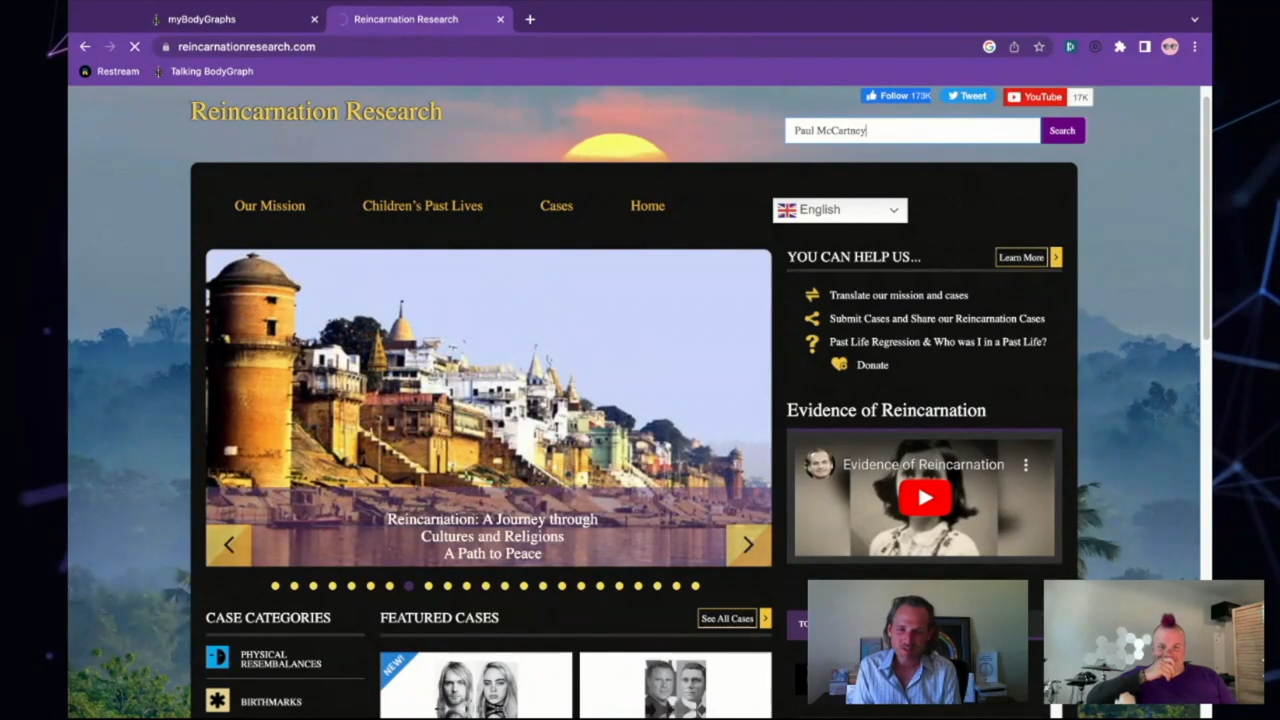 myBodyGraphs
Reincarnation Research
reincarnationresearch.com
Restream
Talking BodyGraph
Reincarnation Research
Follow 173K
Tweet
YouTube
17K
Paul McCartney
Search
Our Mission
Children's Past Lives
Cases
Home
English
YOU CAN HELP US...
Learn More
Translate our mission and cases
Submit Cases and Share our Reincarnation Cases
Past Life Regression & Who was I in a Past Life?
Donate
Evidence of Reincarnation
Evidence of Reincarnation
Reincarnation: A Journey through
Cultures and Religions
A Path to Peace
CASE CATEGORIES
FEATURED CASES
See All Cases
PHYSICAL
RESEMBALANCES
BIRTHMARKS
NEW!